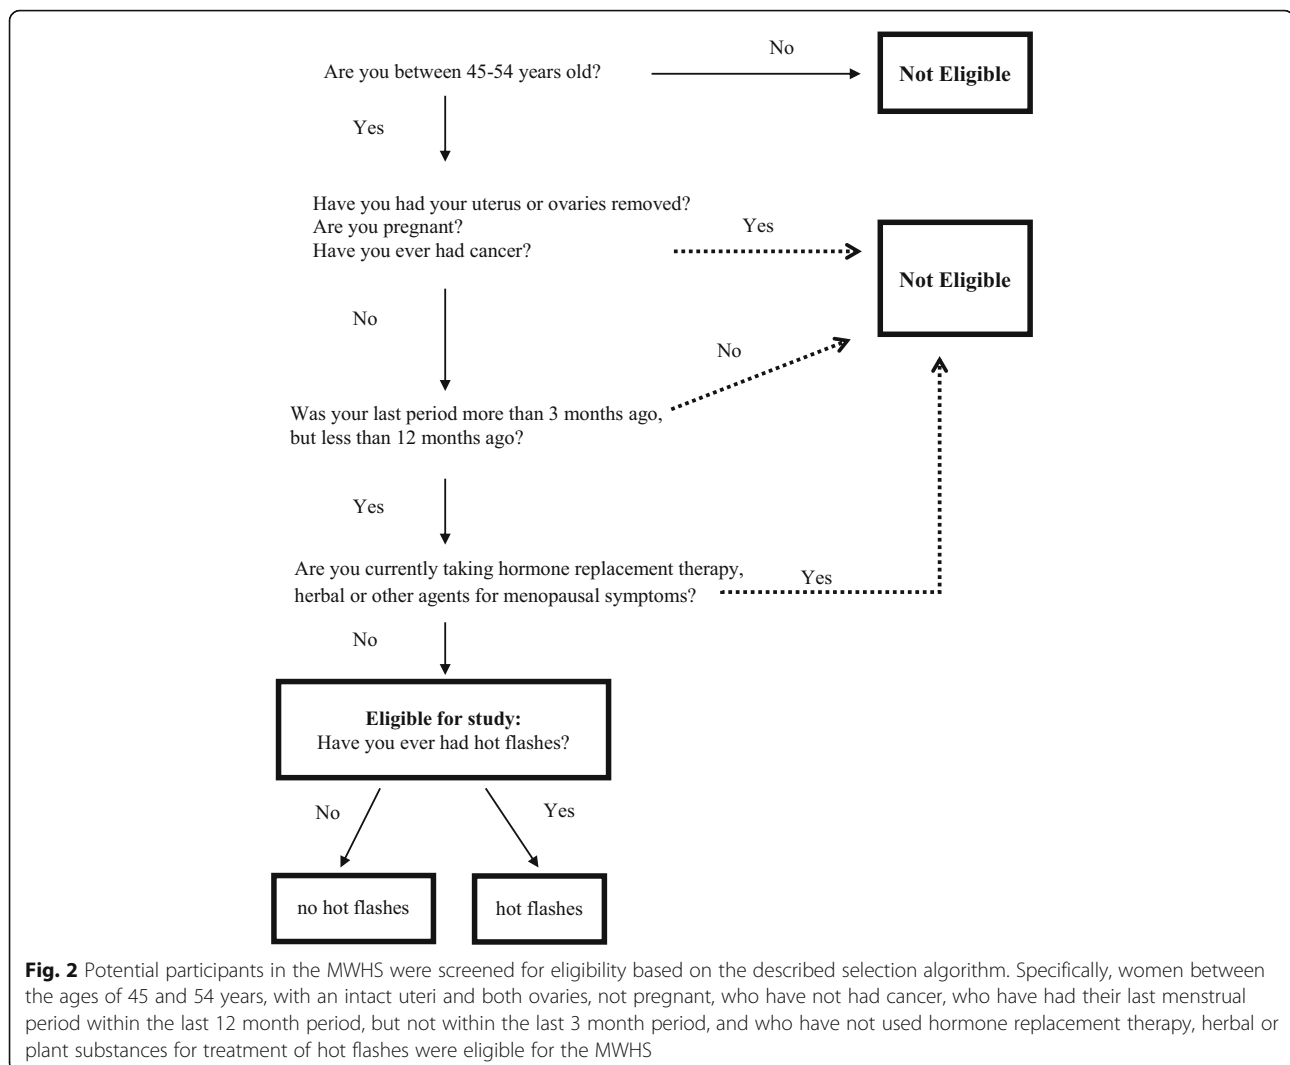 No
Are you between 45-54 years old?
Not Eligible
Yes
Have you had your uterus or ovaries removed?
Are you pregnant?
Yes
Have you ever had cancer?
Not Eligible
No
No
Was your last period more than 3 months ago,
but less than 12 months ago?
Yes
Are you currently taking hormone replacement therapy,
Yes
herbal or other agents for menopausal symptoms?
No
Eligible for study:
Have you ever had hot flashes?
No
Yes
no hot flashes
hot flashes
Fig. 2 Potential participants in the MWHS were screened for eligibility based on the described selection algorithm. Specifically, women between
the ages of 45 and 54 years, with an intact uteri and both ovaries, not pregnant, who have not had cancer, who have had their last menstrual
period within the last 12 month period, but not within the last 3 month period, and who have not used hormone replacement therapy, herbal or
plant substances for treatment of hot flashes were eligible for the MWHS